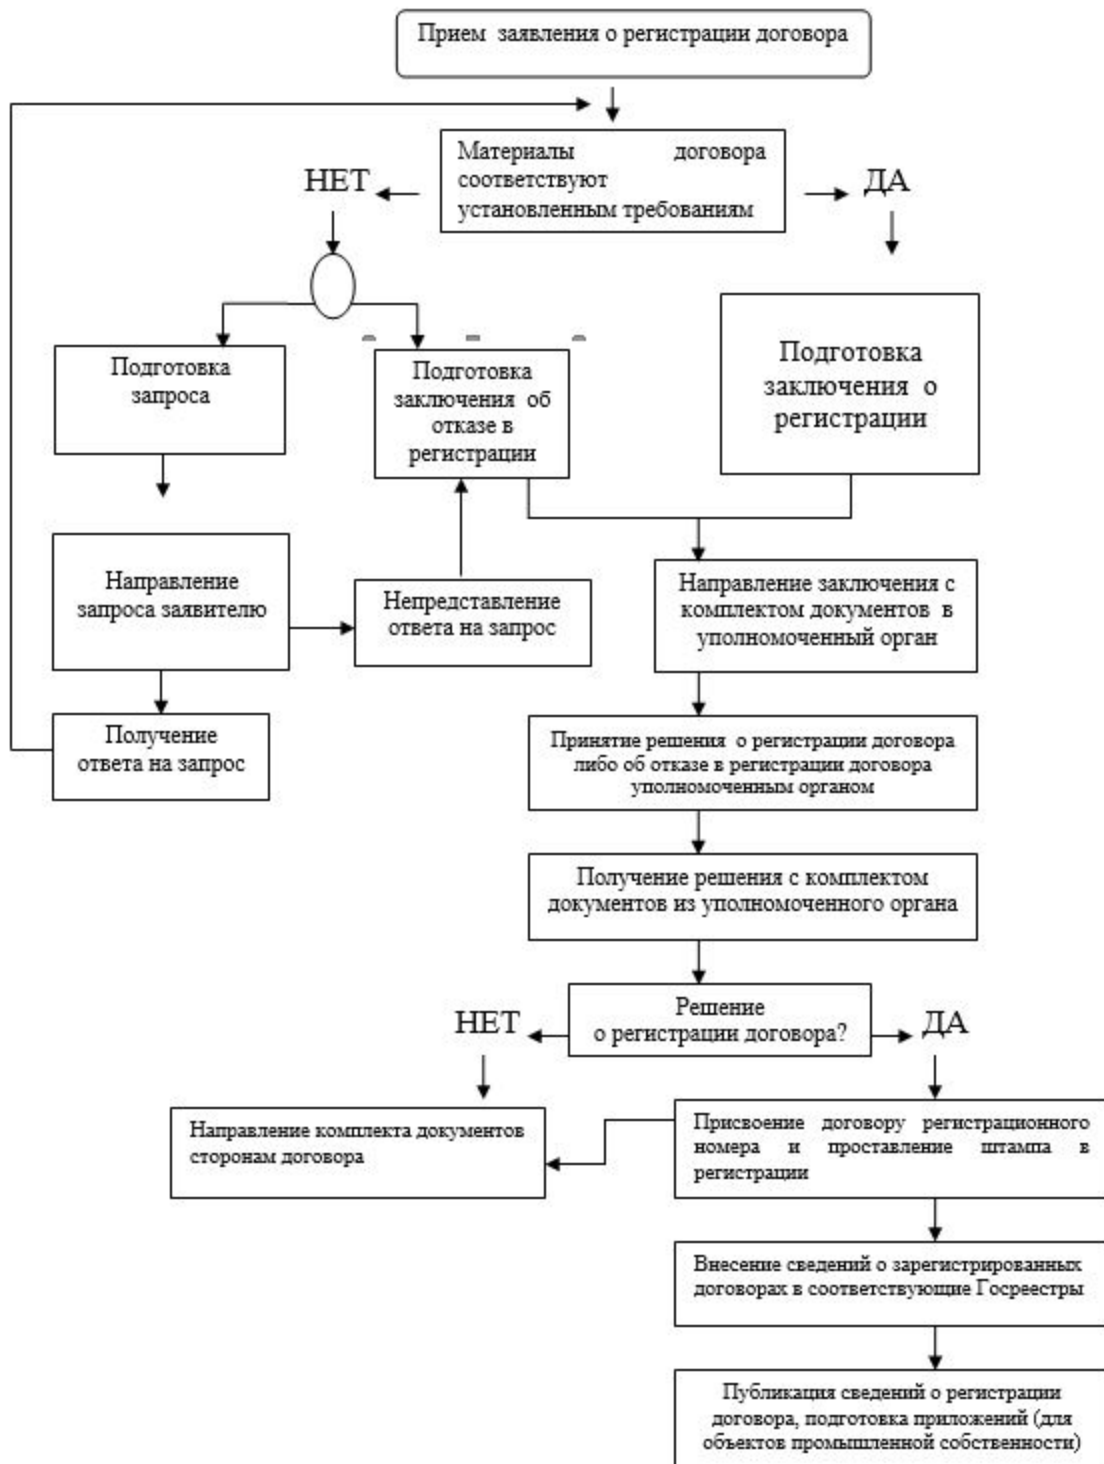 Прием заявления о регистрации договора
Материалы договора
соответствуют
установленным требованиям
НЕТ
ДА
Подготовка
запроса
Подготовка
заключения об
отказе в
регистрации
Подготовка
заключения о
регистрации
Направление
запроса заявителю
Непредставление
ответа на запрос
Направление заключения с
комплектом документов в
уполномоченный орган
Получение
ответа на запрос
Принятие решения о регистрации договора
либо об отказе в регистрации договора
уполномоченным органом
Получение решения с комплектом
документов из уполномоченного органа
Решение
о регистрации договора?
НЕТ
ДА
Направление комплекта документов
сторонам договора
Присвоение договору регистрационного
номера и проставление штампа в
регистрации
Внесение сведений о зарегистрированных
договорах в соответствующие Госреестры
Публикация сведений о регистрации
договора, подготовка приложений (для
объектов промышленной собственности)